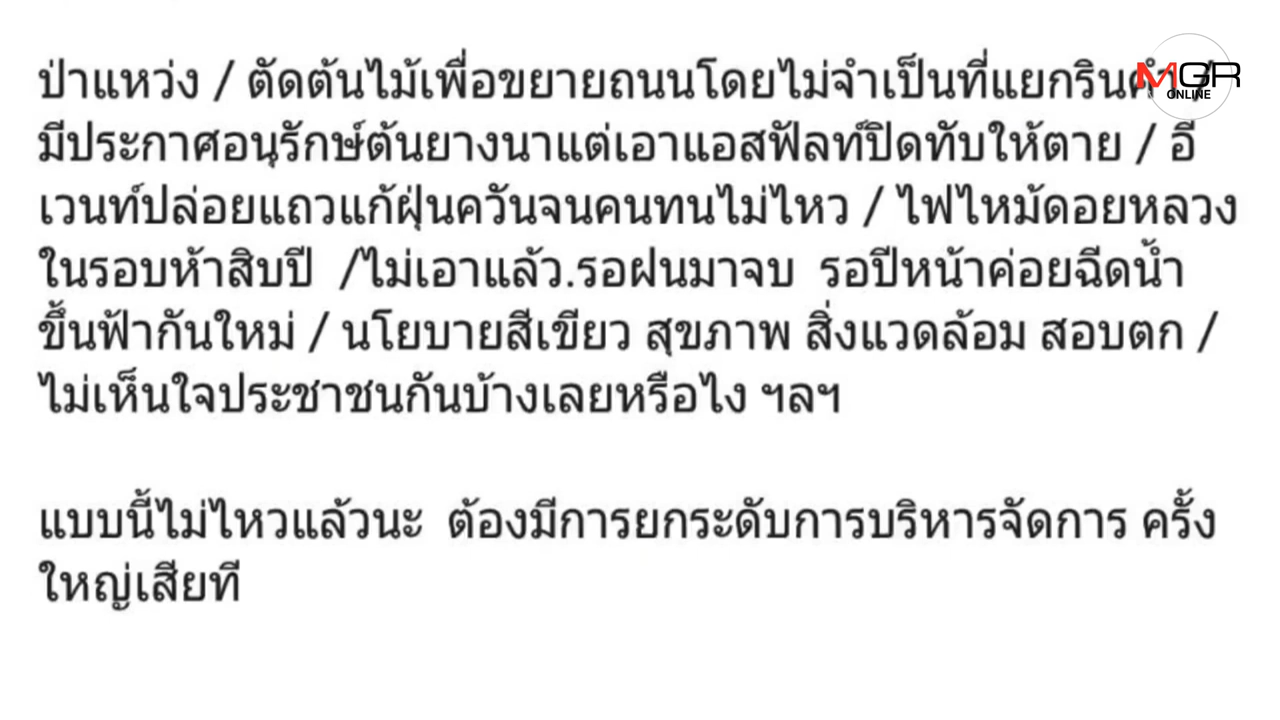 ป่าแหว่ง / ตัดต้นไม้เพื่อขยายถนนโดยไม่จำเป็นที่แยกรินคำ /
MGR
ONLINE
มีประกาศอนุรักษ์ต้นยางนาแต่เอาแอสฟัลท์ปิดทับให้ตาย / อี
เวนท์ปล่อยแถวแก้ฝุ่นควันจนคนทนไม่ไหว / ไฟไหม้ดอยหลวง
ในรอบห้าสิบปี /ไม่เอาแล้ว.รอฝนมาจบ รอปีหน้าค่อยฉีดน้ำ
ขึ้นฟ้ากันใหม่ / นโยบายสีเขียว สุขภาพ สิ่งแวดล้อม สอบตก /
ไม่เห็นใจประชาชนกันบ้างเลยหรือไง ฯลฯ
แบบนี้ไม่ไหวแล้วนะ ต้องมีการยกระดับการบริหารจัดการ ครั้ง
ใหญ่เสียที